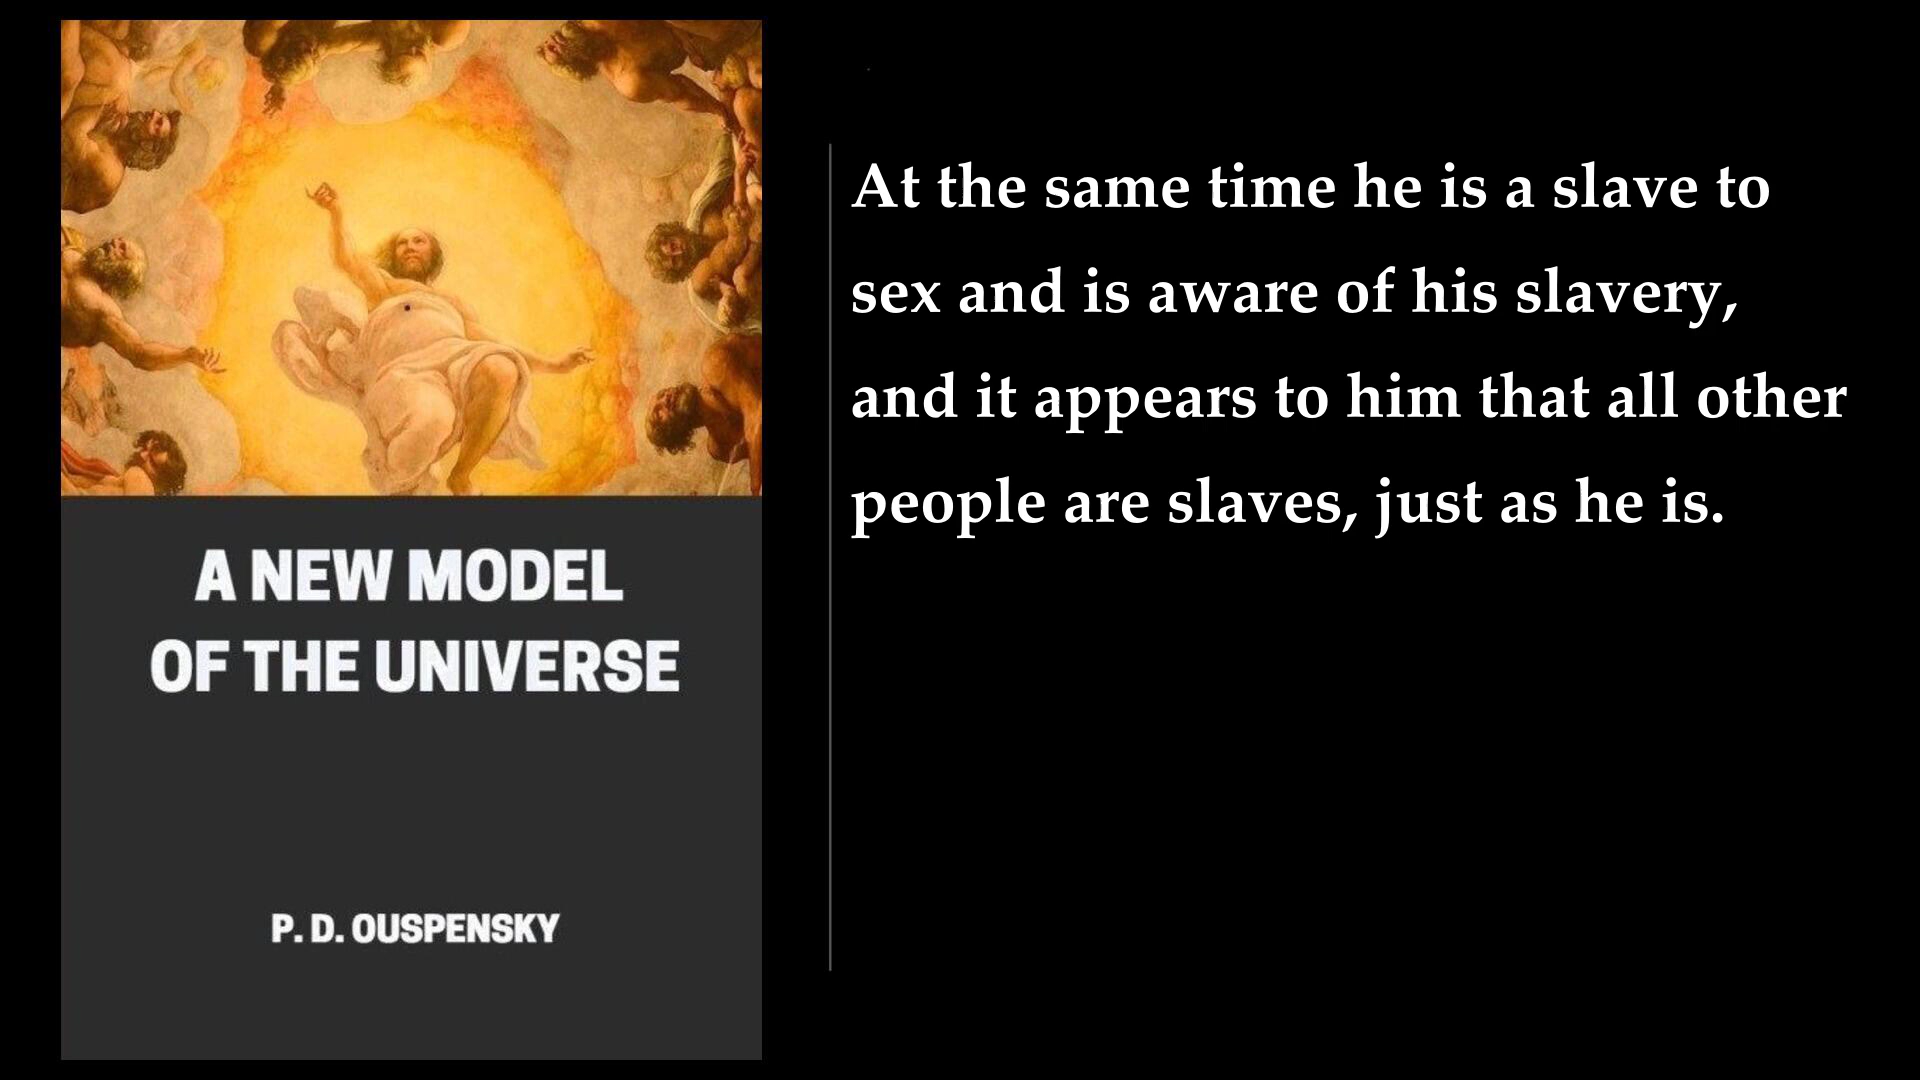 A NEW MODEL
OF THE UNIVERSE
P. D. OUSPENSKY
At the same time he is a slave to
sex and is aware of his slavery,
and it appears to him that all other
people are slaves, just as he is.